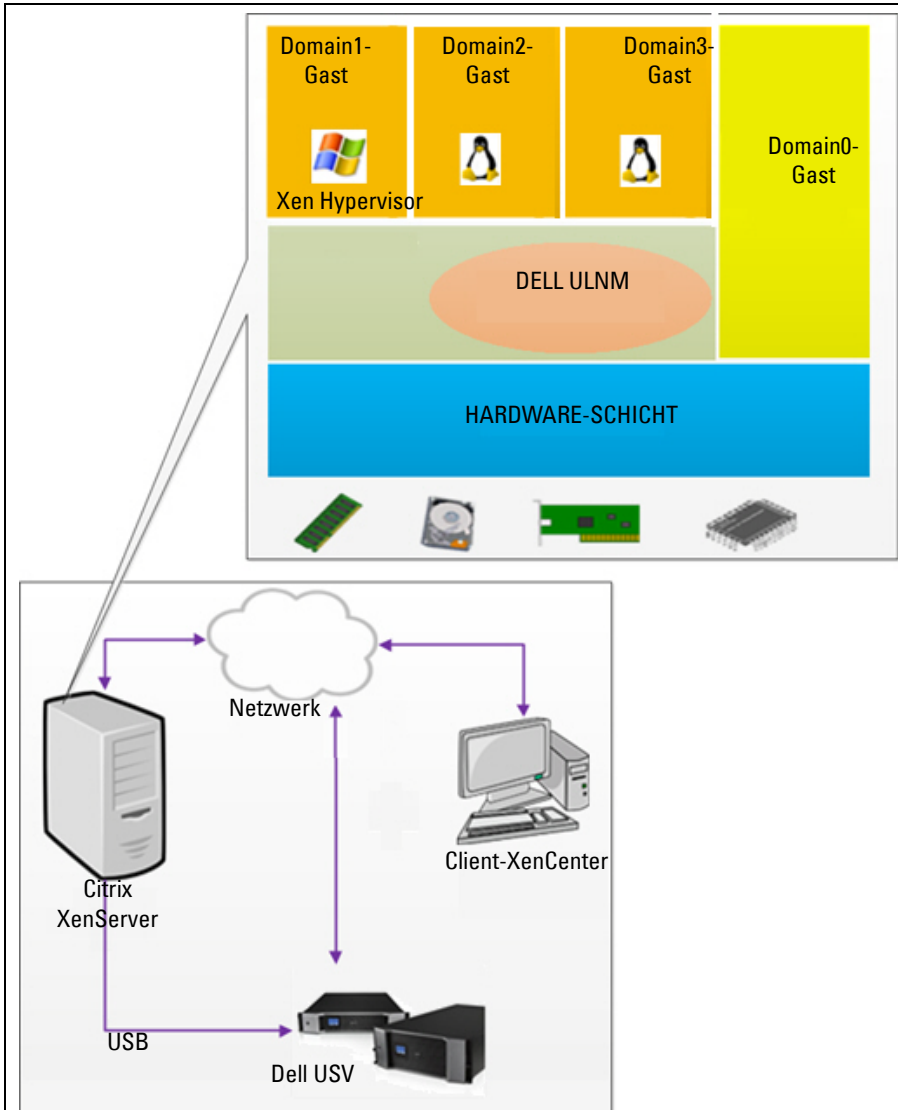 Domain1-
Gast
Domain2-
Gast
Domain3-
Gast
Domain0-
Gast
Xen Hypervisor
DELL ULNM
HARDWARE-SCHICHT
Netzwerk
Client-XenCenter
Citrix
XenServer
USB
Dell USV